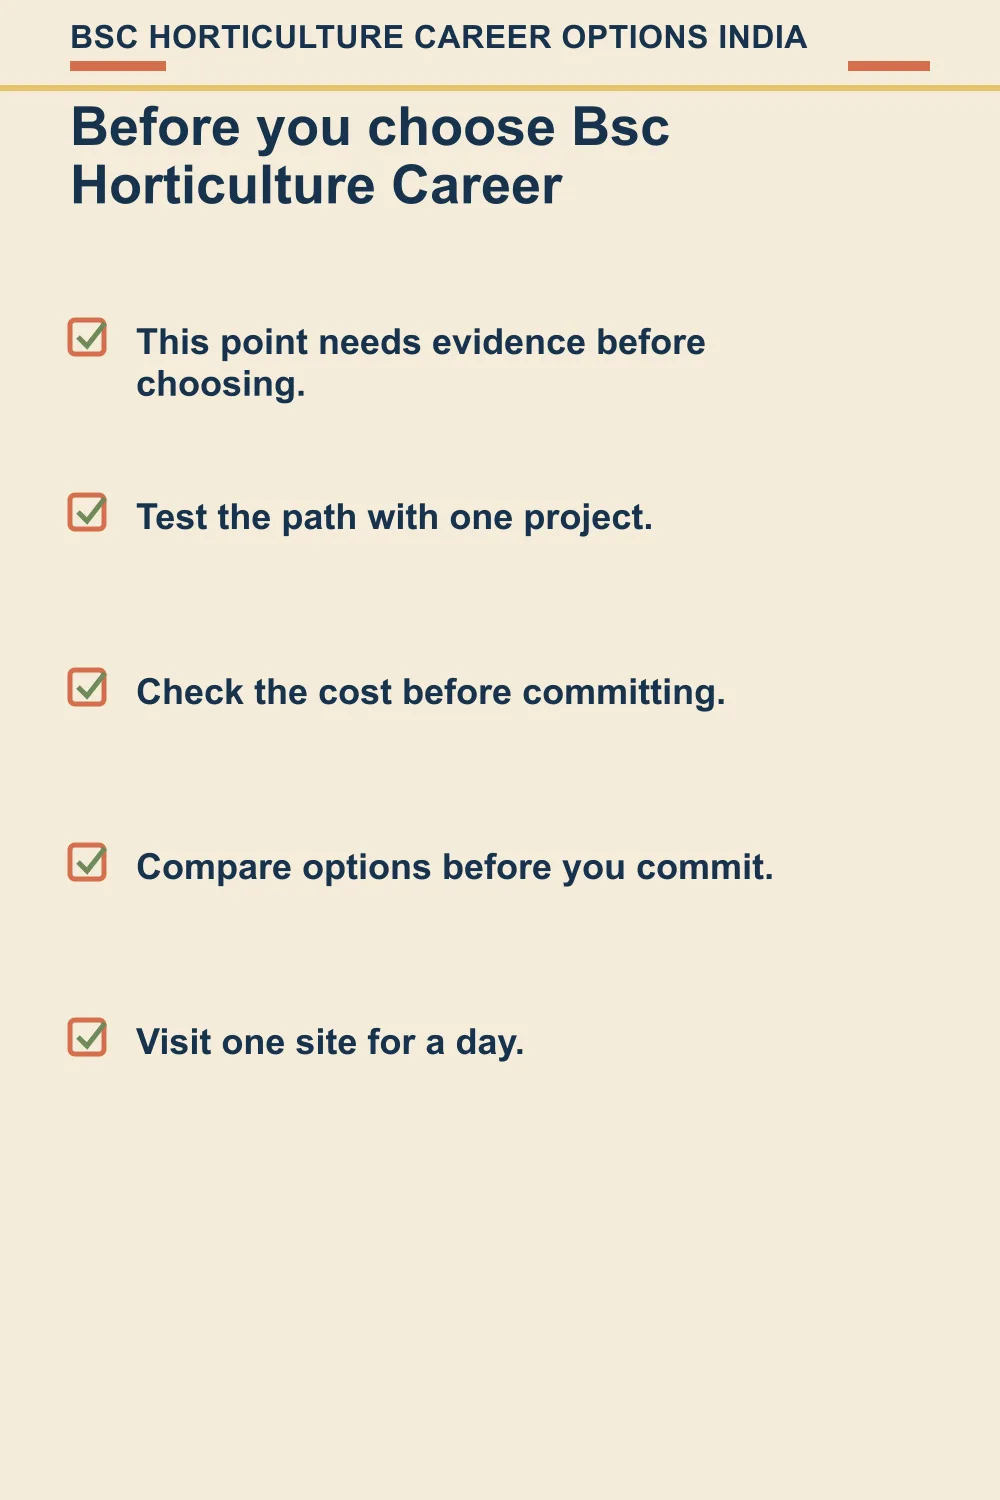 BSC HORTICULTURE CAREER OPTIONS INDIA
Before you choose Bsc
Horticulture Career
This point needs evidence before
choosing.
Test the path with one project.
Check the cost before committing.
Compare options before you commit.
Visit one site for a day.